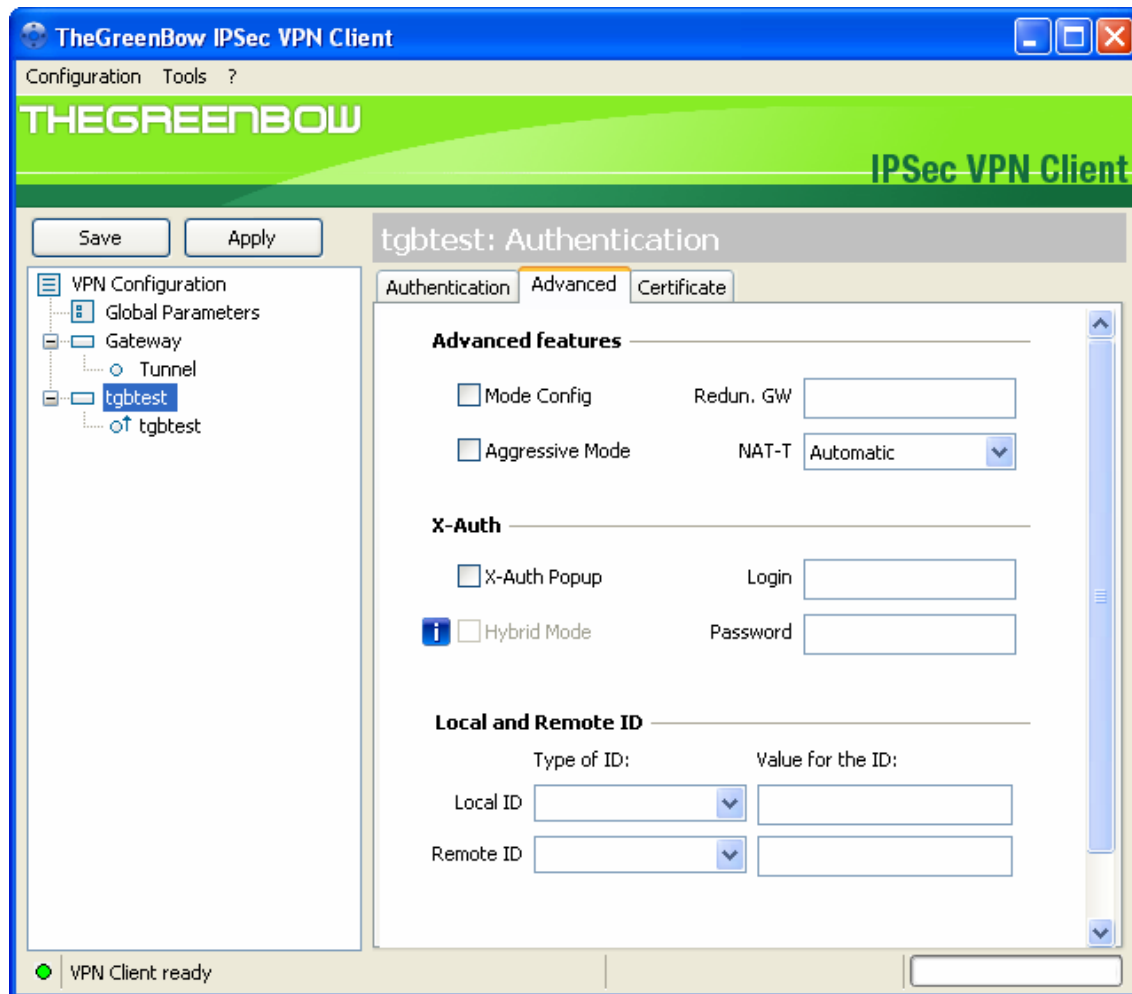 TheGreenBow IPSec VPN Client
Configuration Tools ?
THEGREENBOW
IPSec VPN Client
Save Apply
tgbtest: Authentication
VPN Configuration
Global Parameters
Gateway
Tunnel
tgbtest
tgbtest
Authentication Advanced Certificate
Advanced features
Mode Config Redun. GW
Aggressive Mode NAT-T Automatic
X-Auth
X-Auth Popup Login
Hybrid Mode Password
Local and Remote ID
Type of ID: Value for the ID:
Local ID
Remote ID
VPN Client ready